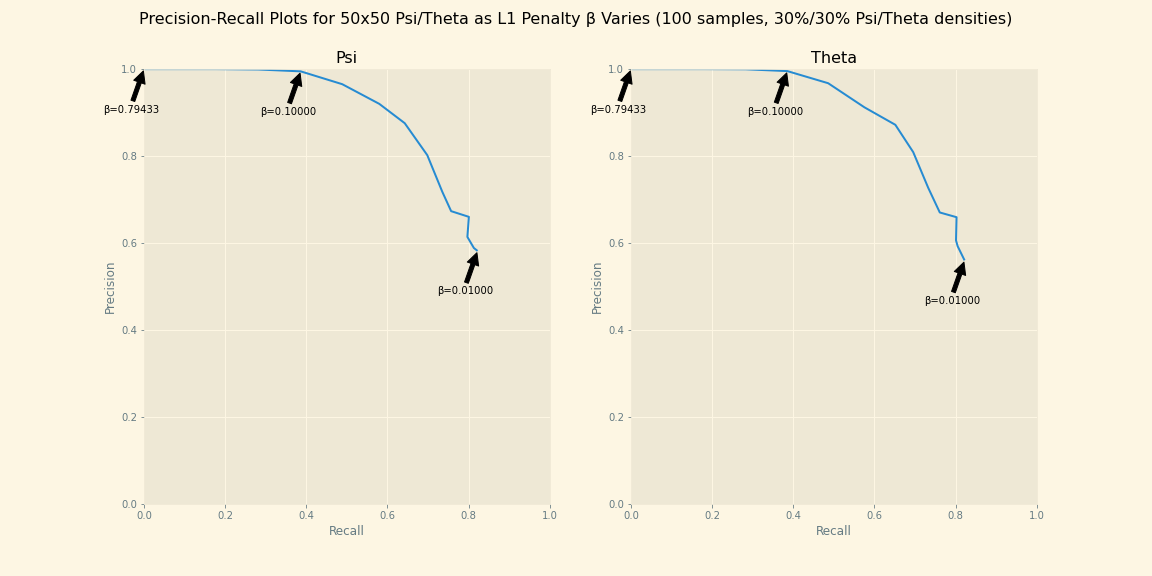 Precision-Recall Plots for 50x50 Psi/Theta as L1 Penalty β Varies (100 samples, 30%/30% Psi/Theta densities)
Psi
1.0
0.8
0.6
0.4
0.2
0.0
Precision
β=0.79433
β=0.10000
β=0.01000
0.0 0.2 0.4 0.6 0.8 1.0
Recall
Theta
1.0
0.8
0.6
0.4
0.2
0.0
Precision
β=0.79433
β=0.10000
β=0.01000
0.0 0.2 0.4 0.6 0.8 1.0
Recall